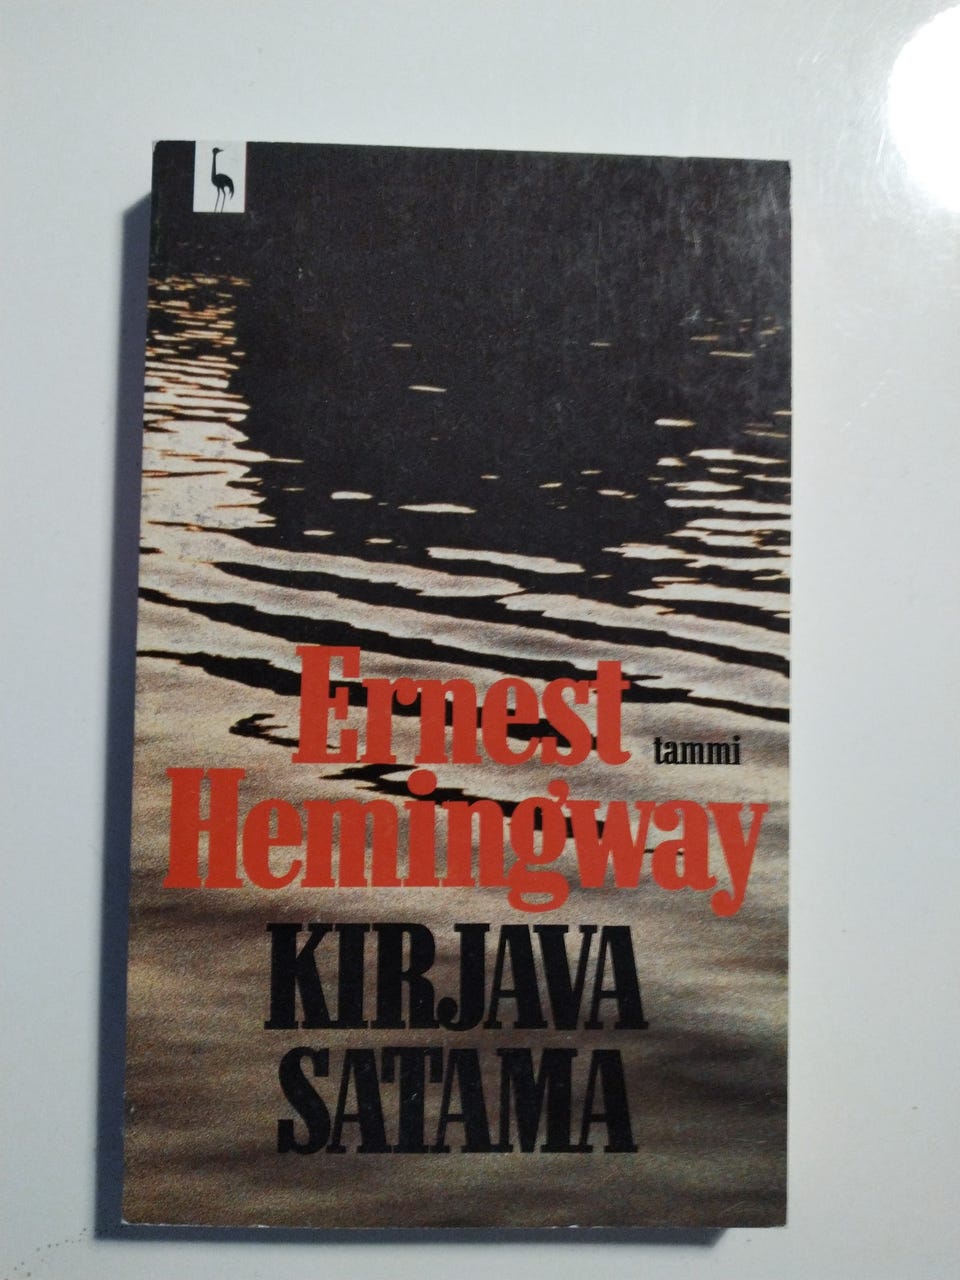 Ernest
tammi
Hemingway
KIRJAVA
SATAMA